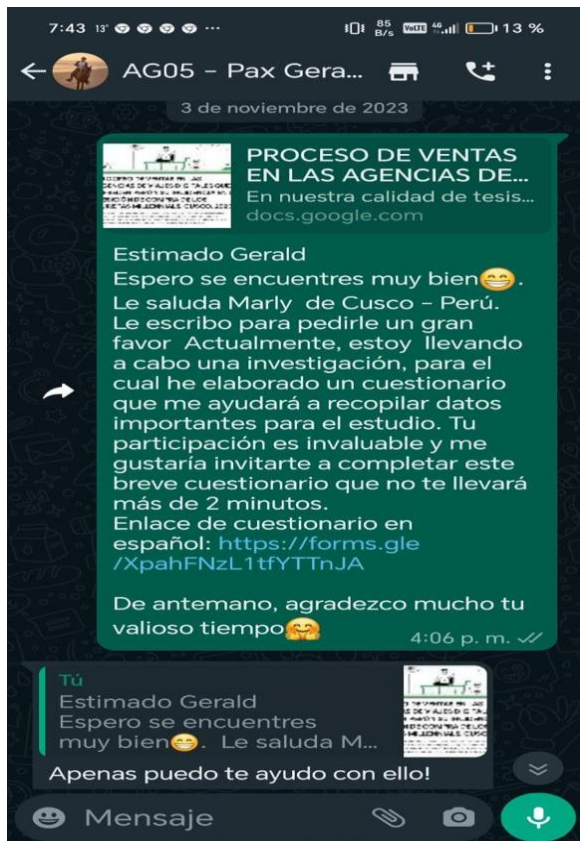 7:43 13° ...
85 B/s VoLTE 4G 13 %
AG05 – Pax Gera...
3 de noviembre de 2023
PROCESO DE VENTAS
EN LAS AGENCIAS DE...
En nuestra calidad de tesis...
docs.google.com
Estimado Gerald
Espero se encuentres muy bien😁.
Le saluda Marly de Cusco – Perú.
Le escribo para pedirle un gran
favor Actualmente, estoy llevando
a cabo una investigación, para el
cual he elaborado un cuestionario
que me ayudará a recopilar datos
importantes para el estudio. Tu
participación es invaluable y me
gustaría invitarte a completar este
breve cuestionario que no te llevará
más de 2 minutos.
Enlace de cuestionario en
español: https://forms.gle
/XpahFNzL1tfYTTnJA
De antemano, agradezco mucho tu
valioso tiempo🤗
4:06 p. m.
Tú
Estimado Gerald
Espero se encuentres
muy bien😁. Le saluda M...
Apenas puedo te ayudo con ello!
Mensaje